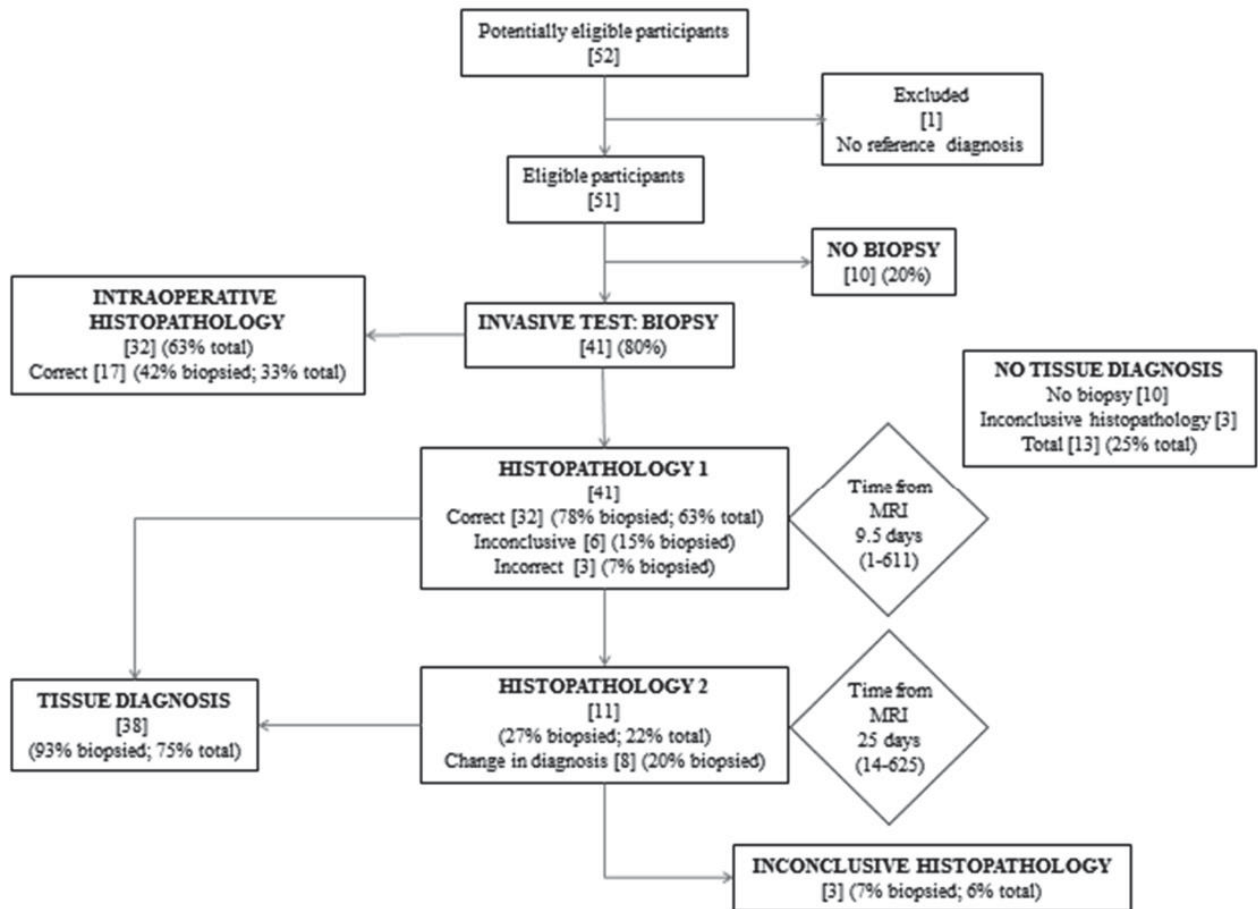 Potentially eligible participants
[52]
Excluded
[1]
No reference diagnosis
Eligible participants
[51]
NO BIOPSY
[10] (20%)
INTRAOPERATIVE
HISTOPATHOLOGY
[32] (63% total)
Correct [17] (42% biopsied; 33% total)
INVASIVE TEST: BIOPSY
[41] (80%)
NO TISSUE DIAGNOSIS
No biopsy [10]
Inconclusive histopathology [3]
Total [13] (25% total)
HISTOPATHOLOGY 1
[41]
Correct [32] (78% biopsied; 63% total)
Inconclusive [6] (15% biopsied)
Incorrect [3] (7% biopsied)
Time from
MRI
9.5 days
(1-611)
TISSUE DIAGNOSIS
[38]
(93% biopsied; 75% total)
HISTOPATHOLOGY 2
[11]
(27% biopsied; 22% total)
Change in diagnosis [8] (20% biopsied)
Time from
MRI
25 days
(14-625)
INCONCLUSIVE HISTOPATHOLOGY
[3] (7% biopsied; 6% total)